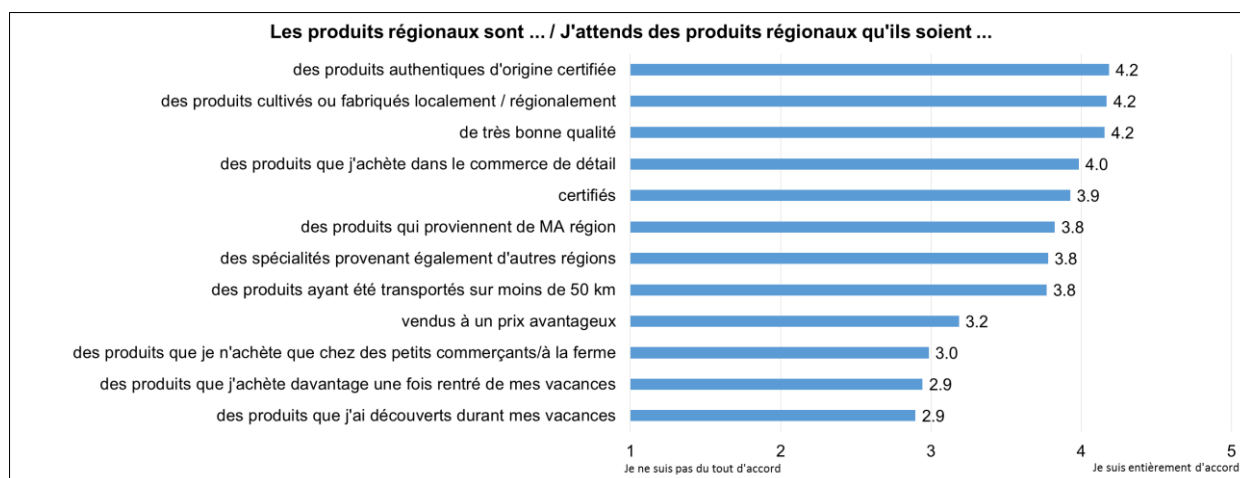 Les produits régionaux sont ... / J'attends des produits régionaux qu'ils soient ...
des produits authentiques d'origine certifiée 4.2
des produits cultivés ou fabriqués localement / régionalement 4.2
de très bonne qualité 4.2
des produits que j'achète dans le commerce de détail 4.0
certifiés 3.9
des produits qui proviennent de MA région 3.8
des spécialités provenant également d'autres régions 3.8
des produits ayant été transportés sur moins de 50 km 3.8
vendus à un prix avantageux 3.2
des produits que je n'achète que chez des petits commerçants/à la ferme 3.0
des produits que j'achète davantage une fois rentré de mes vacances 2.9
des produits que j'ai découverts durant mes vacances 2.9
1 2 3 4 5
Je ne suis pas du tout d'accord Je suis entièrement d'accord